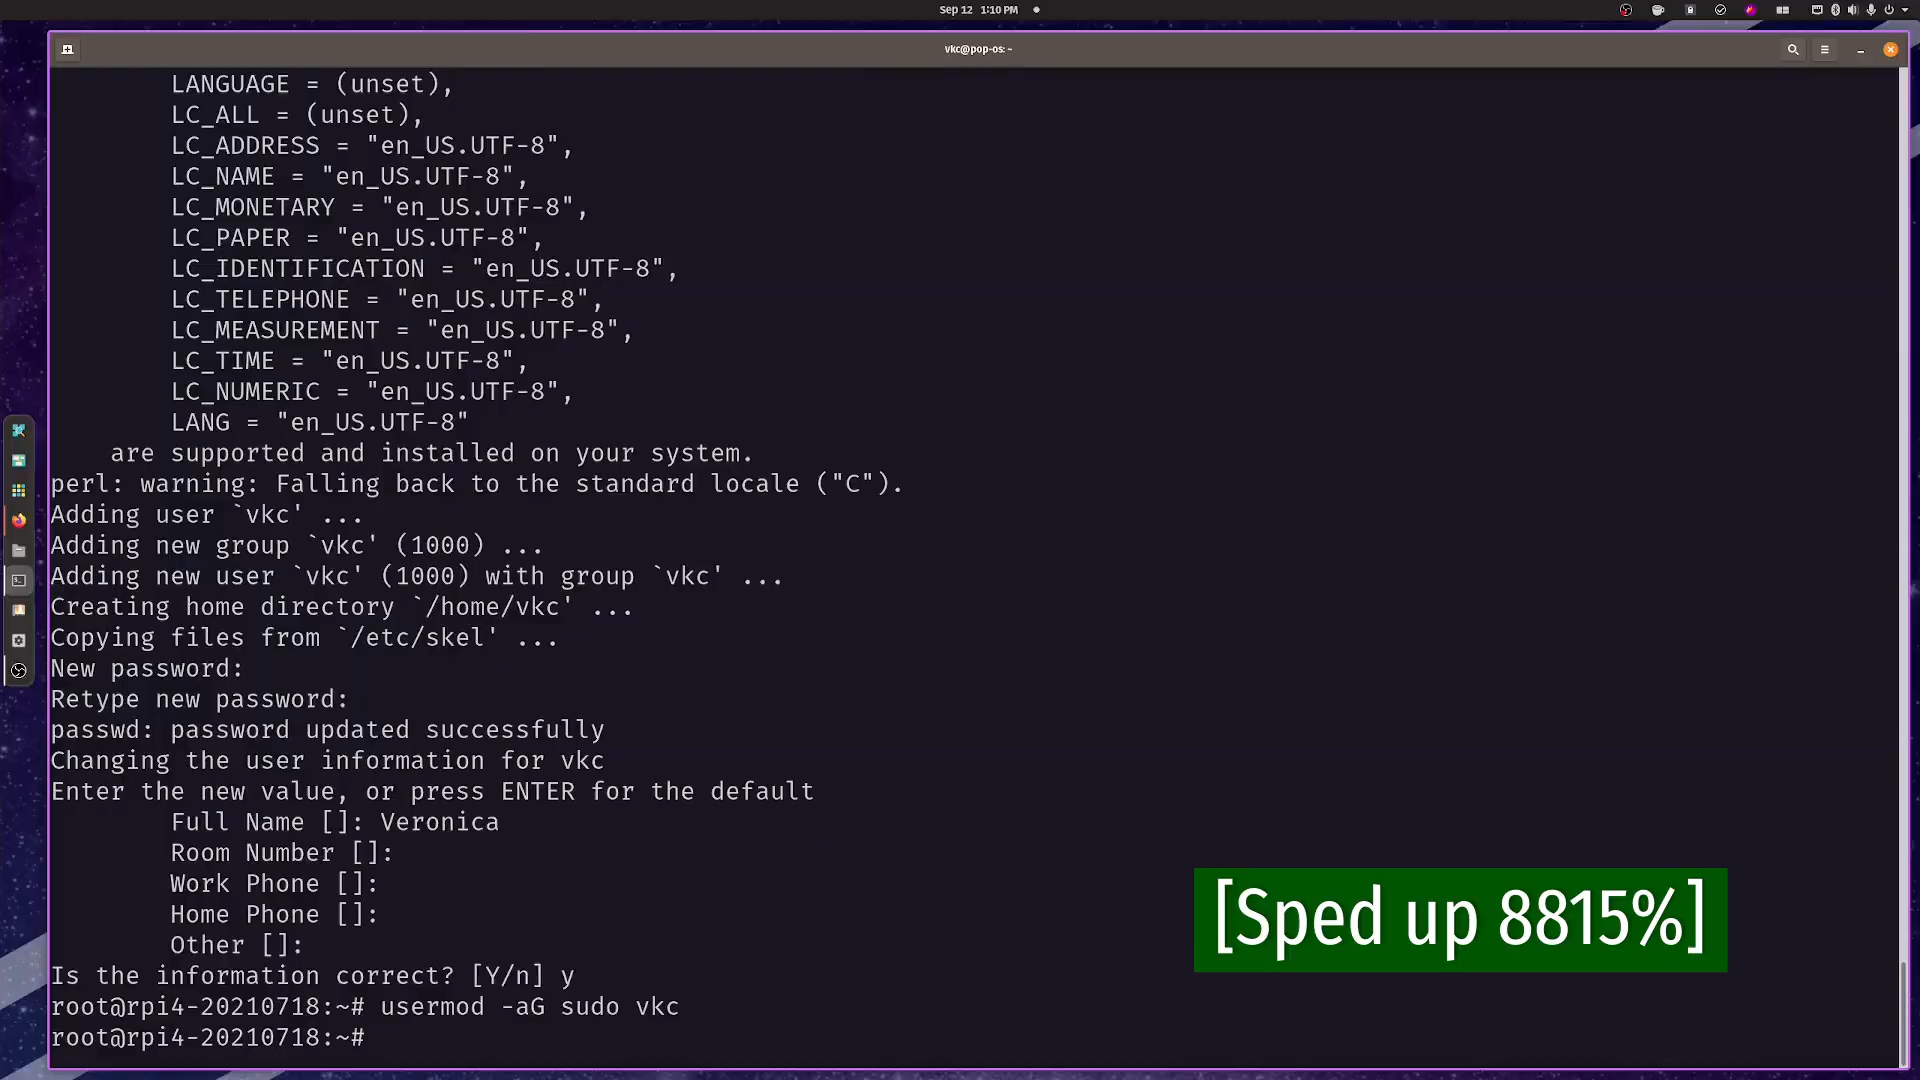 Sep 12 1:10 PM
vkc@pop-os: ~
LANGUAGE = (unset),
LC_ALL = (unset),
LC_ADDRESS = "en_US.UTF-8",
LC_NAME = "en_US.UTF-8",
LC_MONETARY = "en_US.UTF-8",
LC_PAPER = "en_US.UTF-8",
LC_IDENTIFICATION = "en_US.UTF-8",
LC_TELEPHONE = "en_US.UTF-8",
LC_MEASUREMENT = "en_US.UTF-8",
LC_TIME = "en_US.UTF-8",
LC_NUMERIC = "en_US.UTF-8",
LANG = "en_US.UTF-8"
are supported and installed on your system.
perl: warning: Falling back to the standard locale ("C").
Adding user `vkc' ...
Adding new group `vkc' (1000) ...
Adding new user `vkc' (1000) with group `vkc' ...
Creating home directory `/home/vkc' ...
Copying files from `/etc/skel' ...
New password:
Retype new password:
passwd: password updated successfully
Changing the user information for vkc
Enter the new value, or press ENTER for the default
Full Name []: Veronica
Room Number []:
Work Phone []:
Home Phone []:
Other []:
Is the information correct? [Y/n] y
root@rpi4-20210718:~# usermod -aG sudo vkc
root@rpi4-20210718:~#
[Sped up 8815%]